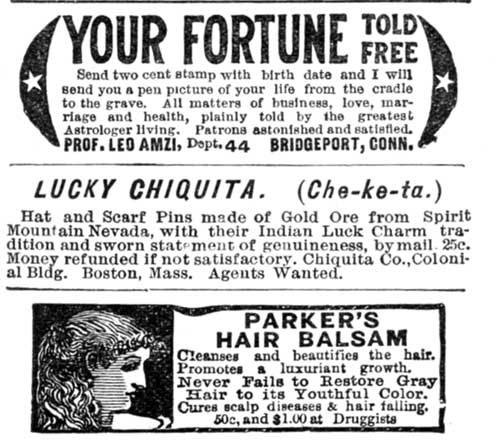 YOUR FORTUNE TOLD FREE
Send two cent stamp with birth date and I will
send you a pen picture of your life from the cradle
to the grave. All matters of business, love, mar-
riage and health, plainly told by the greatest
Astrologer living. Patrons astonished and satisfied.
PROF. LEO AMZI, Dept. 44 BRIDGEPORT, CONN.
LUCKY CHIQUITA. (Che-ke-ta.)
Hat and Scarf Pins made of Gold Ore from Spirit
Mountain Nevada, with their Indian Luck Charm tra-
dition and sworn statement of genuineness, by mail 25c.
Money refunded if not satisfactory. Chiquita Co., Coloni-
al Bldg. Boston, Mass. Agents Wanted.
PARKER'S
HAIR BALSAM
Cleanses and beautifies the hair.
Promotes a luxuriant growth.
Never Fails to Restore Gray
Hair to its Youthful Color.
Cures scalp diseases & hair falling.
50c, and $1.00 at Druggists